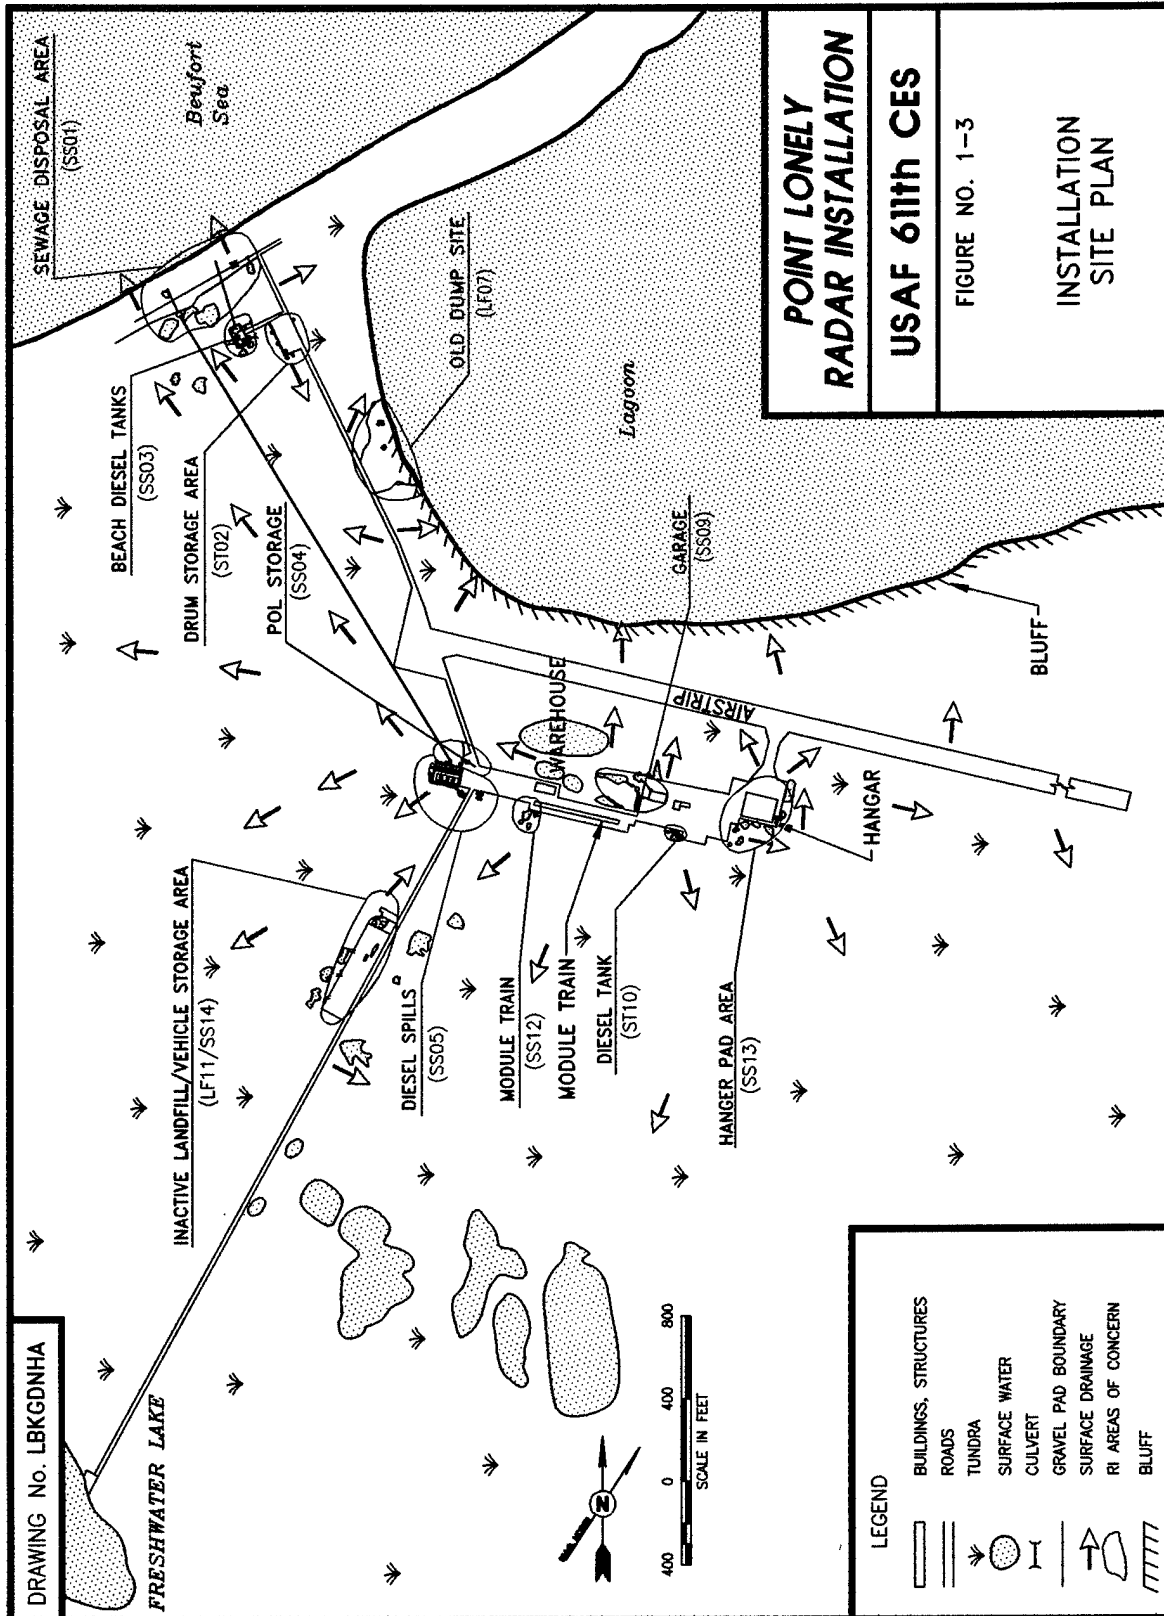 DRAWING No. LBKGDNHA
FRESHWATER LAKE
INACTIVE LANDFILL/VEHICLE STORAGE AREA
(LF11/SS14)
SEWAGE DISPOSAL AREA
(SS01)
Beufort
Sea
BEACH DIESEL TANKS
(SS03)
DRUM STORAGE AREA
(ST02)
POL STORAGE
(SS04)
OLD DUMP SITE
(LF07)
Lagoon
GARAGE
(SS09)
WAREHOUSE
AIRSTRIP
BLUFF
HANGAR
DIESEL SPILLS
(SS05)
MODULE TRAIN
(SS12)
MODULE TRAIN
DIESEL TANK
(ST10)
HANGER PAD AREA
(SS13)
N
400 0 400 800
SCALE IN FEET
LEGEND
BUILDINGS, STRUCTURES
ROADS
TUNDRA
SURFACE WATER
CULVERT
GRAVEL PAD BOUNDARY
SURFACE DRAINAGE
RI AREAS OF CONCERN
BLUFF
POINT LONELY
RADAR INSTALLATION
USAF 611th CES
FIGURE NO. 1-3
INSTALLATION
SITE PLAN